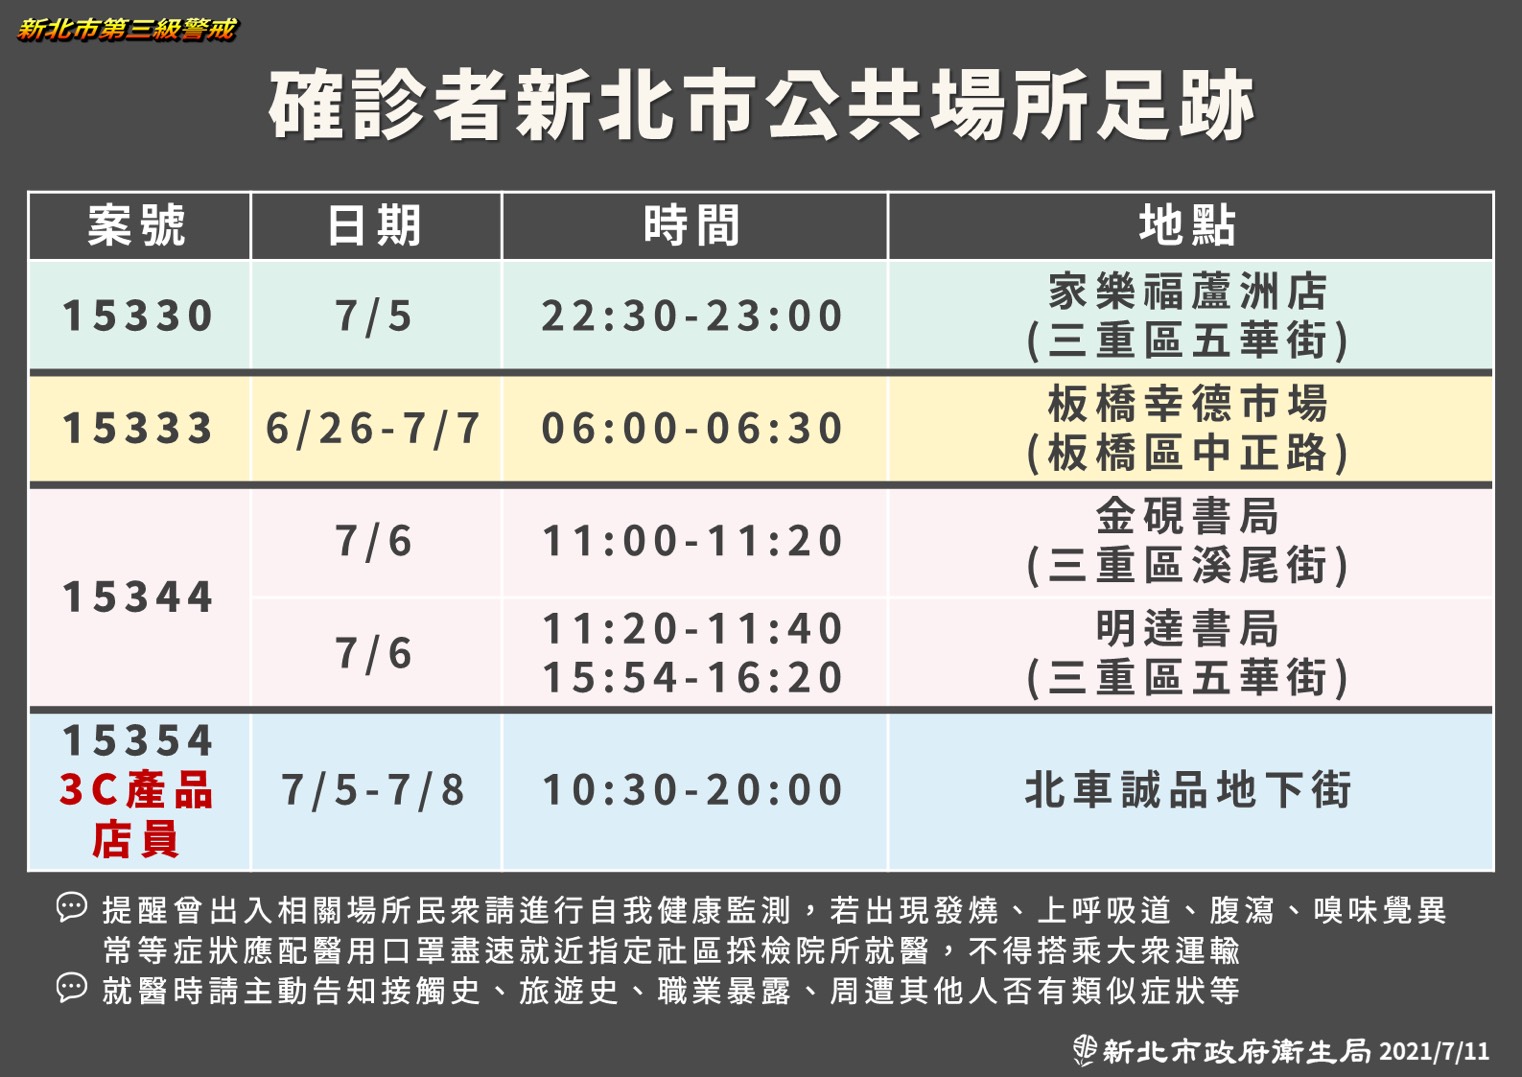 新北市第三級警戒
確診者新北市公共場所足跡
案號 日期 時間 地點
15330 7/5 22:30-23:00 家樂福蘆洲店
(三重區五華街)
15333 6/26-7/7 06:00-06:30 板橋幸德市場
(板橋區中正路)
15344
7/6 11:00-11:20 金硯書局
(三重區溪尾街)
7/6 11:20-11:40
15:54-16:20
明達書局
(三重區五華街)
15354
3C產品
店員
7/5-7/8 10:30-20:00 北車誠品地下街
提醒曾出入相關場所民眾請進行自我健康監測，若出現發燒、上呼吸道、腹瀉、嗅味覺異
常等症狀應配醫用口罩盡速就近指定社區採檢院所就醫，不得搭乘大眾運輸
就醫時請主動告知接觸史、旅遊史、職業暴露、周遭其他人否有類似症狀等
新北市政府衛生局 2021/7/11